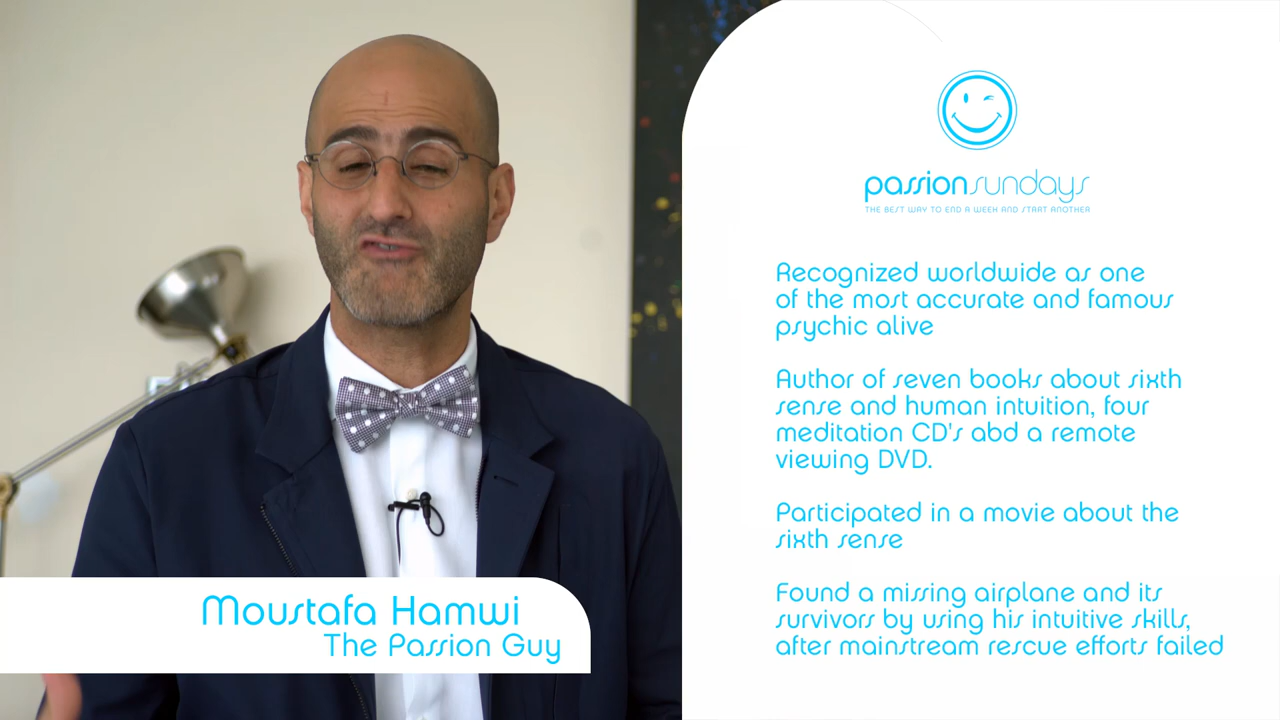 Moustafa Hamwi
The Passion Guy
passionsundays
THE BEST WAY TO END A WEEK AND START ANOTHER
Recognized worldwide as one
of the most accurate and famous
psychic alive
Author of seven books about sixth
sense and human intuition, four
meditation CD's abd a remote
viewing DVD.
Participated in a movie about the
sixth sense
Found a missing airplane and its
survivors by using his intuitive skills,
after mainstream rescue efforts failed